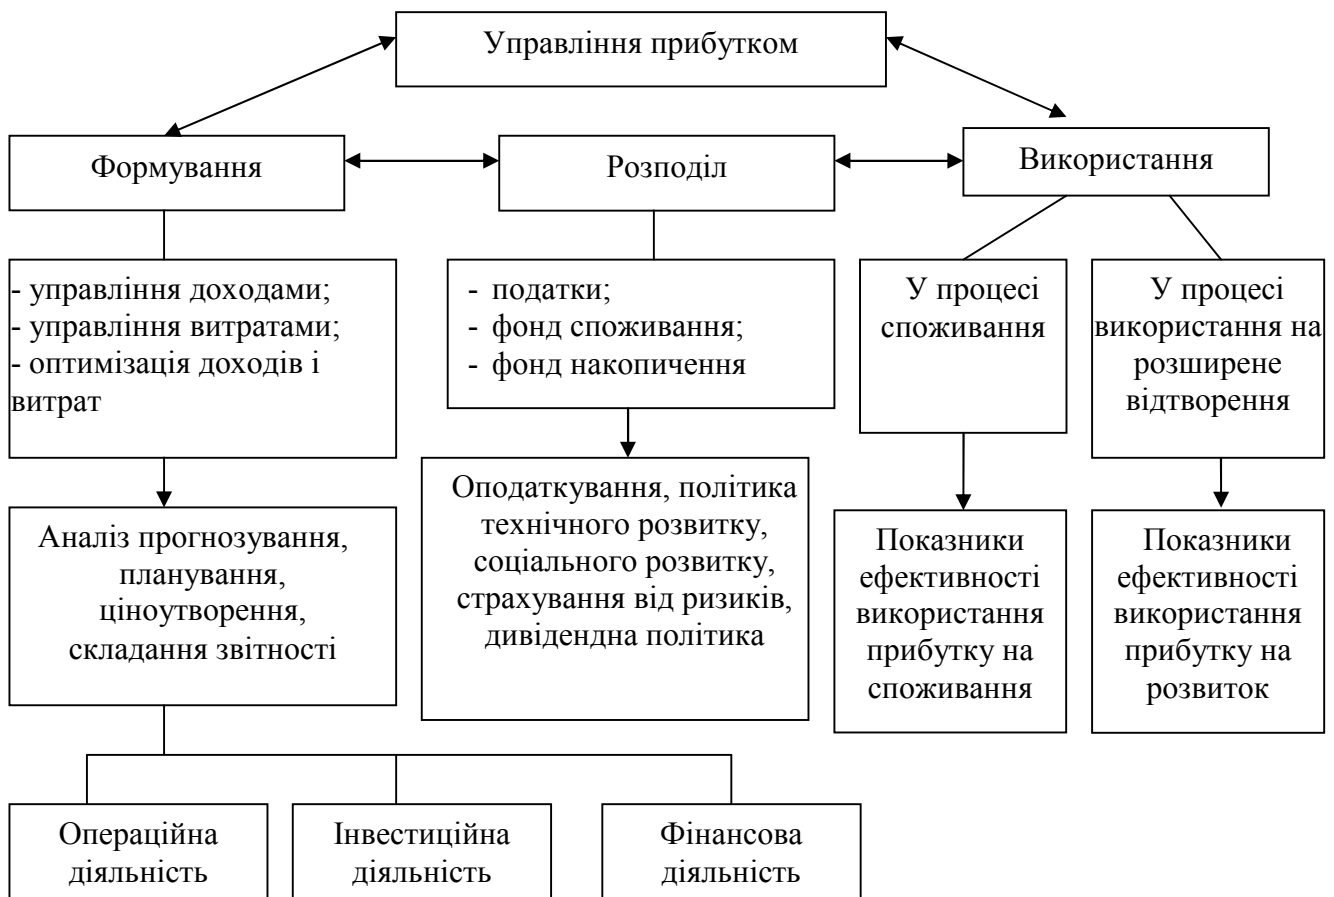 Управління прибутком
Формування
Розподіл
Використання
- управління доходами;
- управління витратами;
- оптимізація доходів і
витрат
- податки;
- фонд споживання;
- фонд накопичення
У процесі
споживання
У процесі
використання на
розширене
відтворення
Аналіз прогнозування,
планування,
ціноутворення,
складання звітності
Оподаткування, політика
технічного розвитку,
соціального розвитку,
страхування від ризиків,
дивідендна політика
Показники
ефективності
використання
прибутку на
споживання
Показники
ефективності
використання
прибутку на
розвиток
Операційна
діяльність
Інвестиційна
діяльність
Фінансова
діяльність